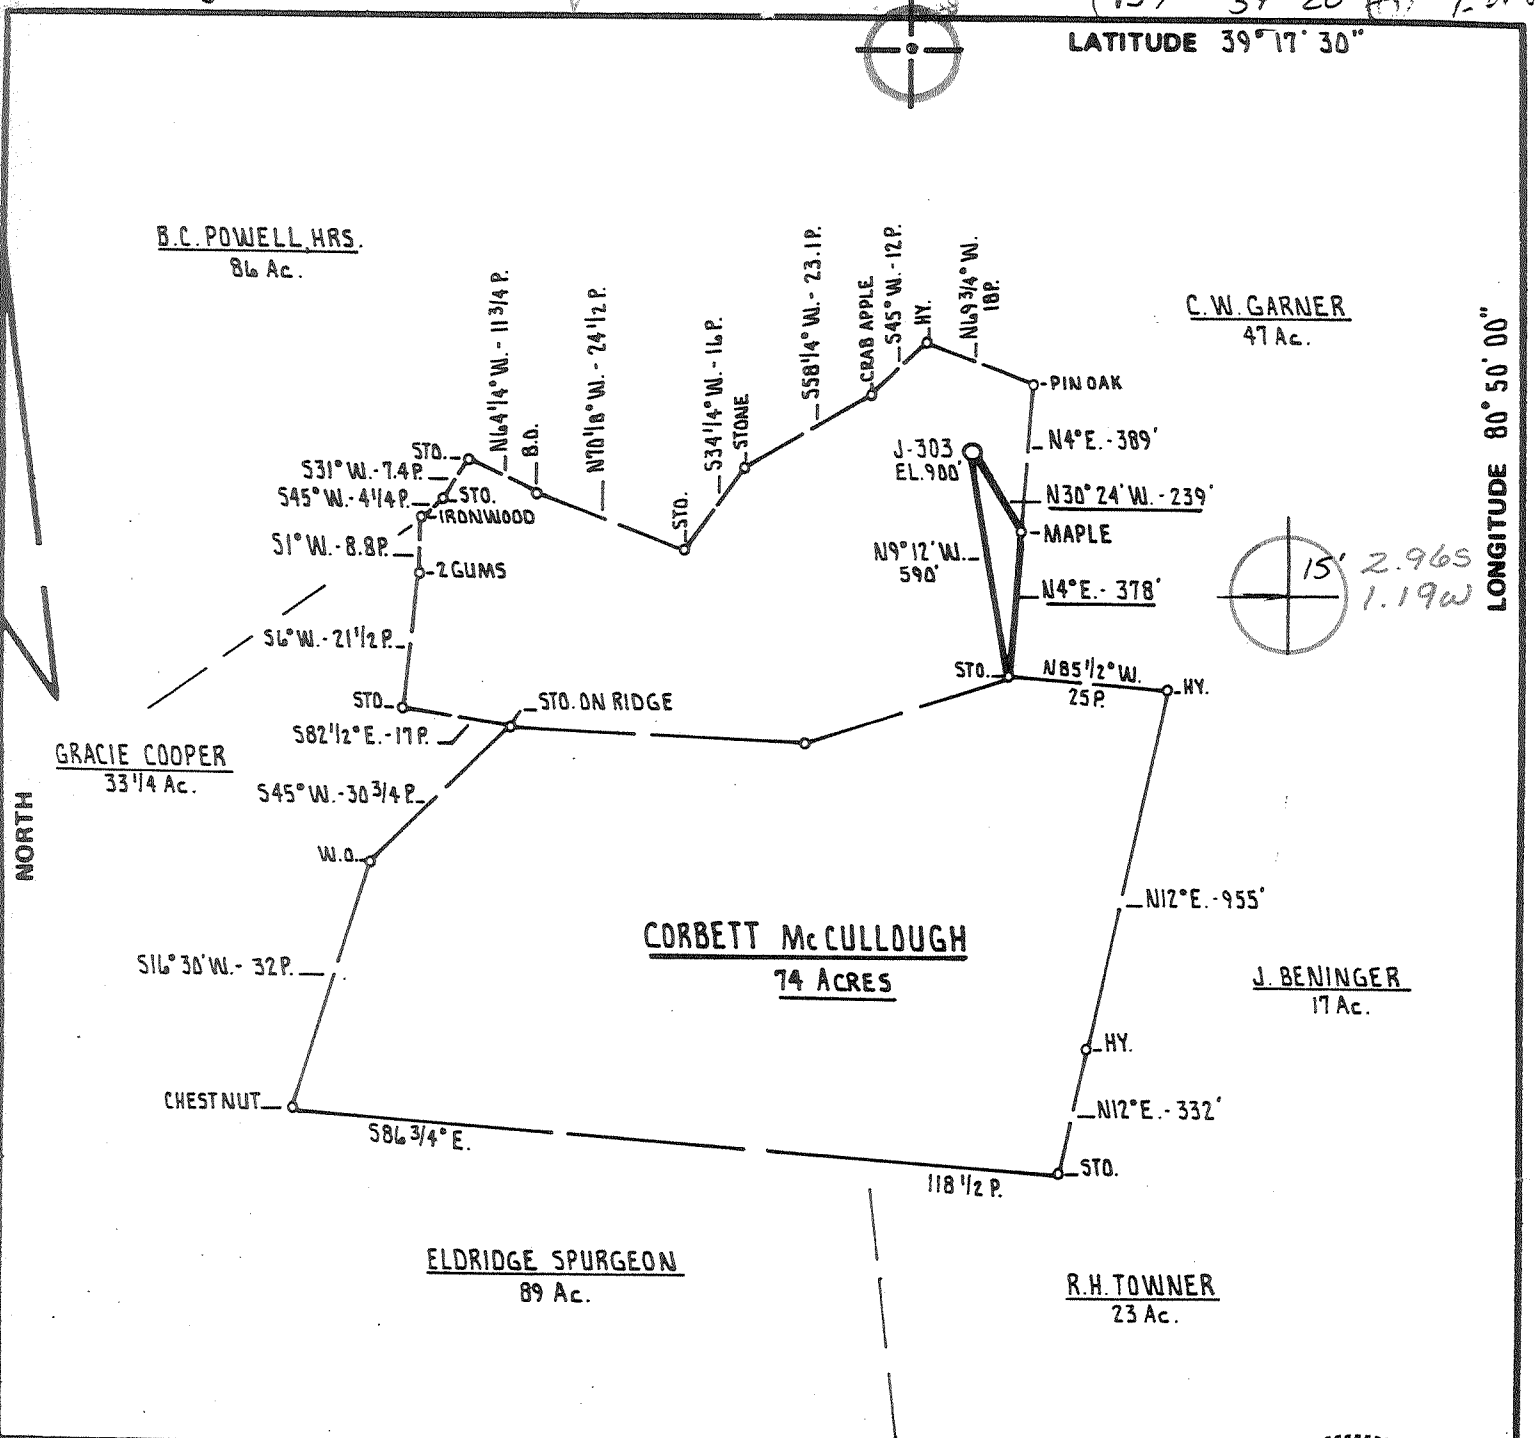 LATITUDE 39° 17' 30"
B.C. POWELL HRS.
86 Ac.
C.W. GARNER
47 Ac.
LONGITUDE 80° 50' 00"
N64 1/4° W. - 11 3/4 P.
B.O.
N70 1/8° W. - 24 1/2 P.
STO.
S34 1/4° W. - 16 P.
STONE
S58 1/4° W. - 23.1 P.
CRAB APPLE
S45° W. - 12 P.
HY.
N69 3/4° W.
18 P.
PIN OAK
STO.
S31° W. - 7.4 P.
S45° W. - 4 1/4 P.
STO.
IRONWOOD
S1° W. - 8.8 P.
2 GUMS
S6° W. - 21 1/2 P.
J-303
EL. 900'
N4° E. - 389'
N30° 24' W. - 239'
MAPLE
N9° 12' W.
590'
N4° E. - 378'
15' 2.96S
1.19W
STO.
N85 1/2° W.
25 P.
HY.
STO.
STO. ON RIDGE
S82 1/2° E. - 17 P.
GRACIE COOPER
33 1/4 Ac.
S45° W. - 30 3/4 P.
NORTH
W.O.
N12° E. - 955'
CORBETT McCULLOUGH
74 ACRES
S16° 30' W. - 32 P.
J. BENINGER
17 Ac.
HY.
CHESTNUT
N12° E. - 332'
S86 3/4° E.
118 1/2 P.
STO.
ELDRIDGE SPURGEON
89 Ac.
R.H. TOWNER
23 Ac.